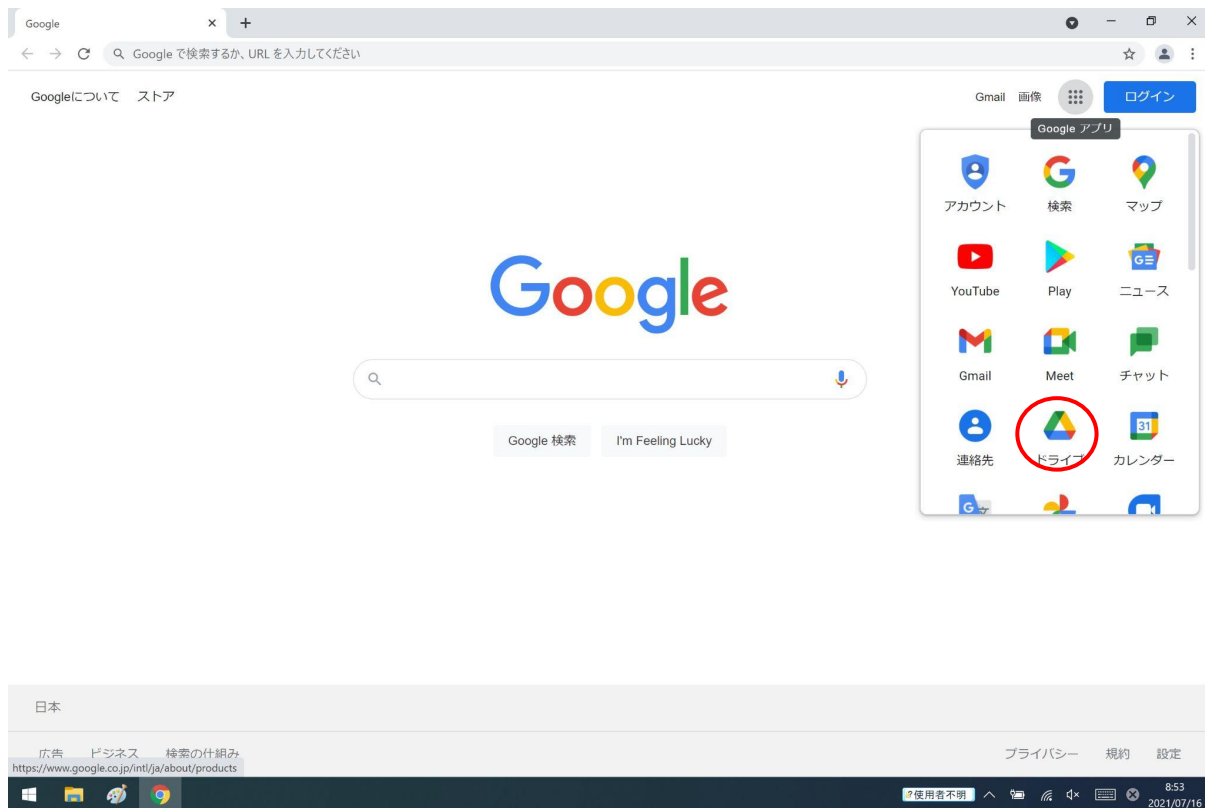 Google
Google で検索するか、URL を入力してください
Googleについて ストア
Gmail 画像 ログイン
Google アプリ
アカウント 検索 マップ
GE
YouTube Play ニュース
Gmail Meet チャット
31
連絡先 ドライブ カレンダー
G 文
Google
Google 検索 I'm Feeling Lucky
日本
広告 ビジネス 検索の仕組み プライバシー 規約 設定
https://www.google.co.jp/intl/ja/about/products
使用者不明
8:53
2021/07/16